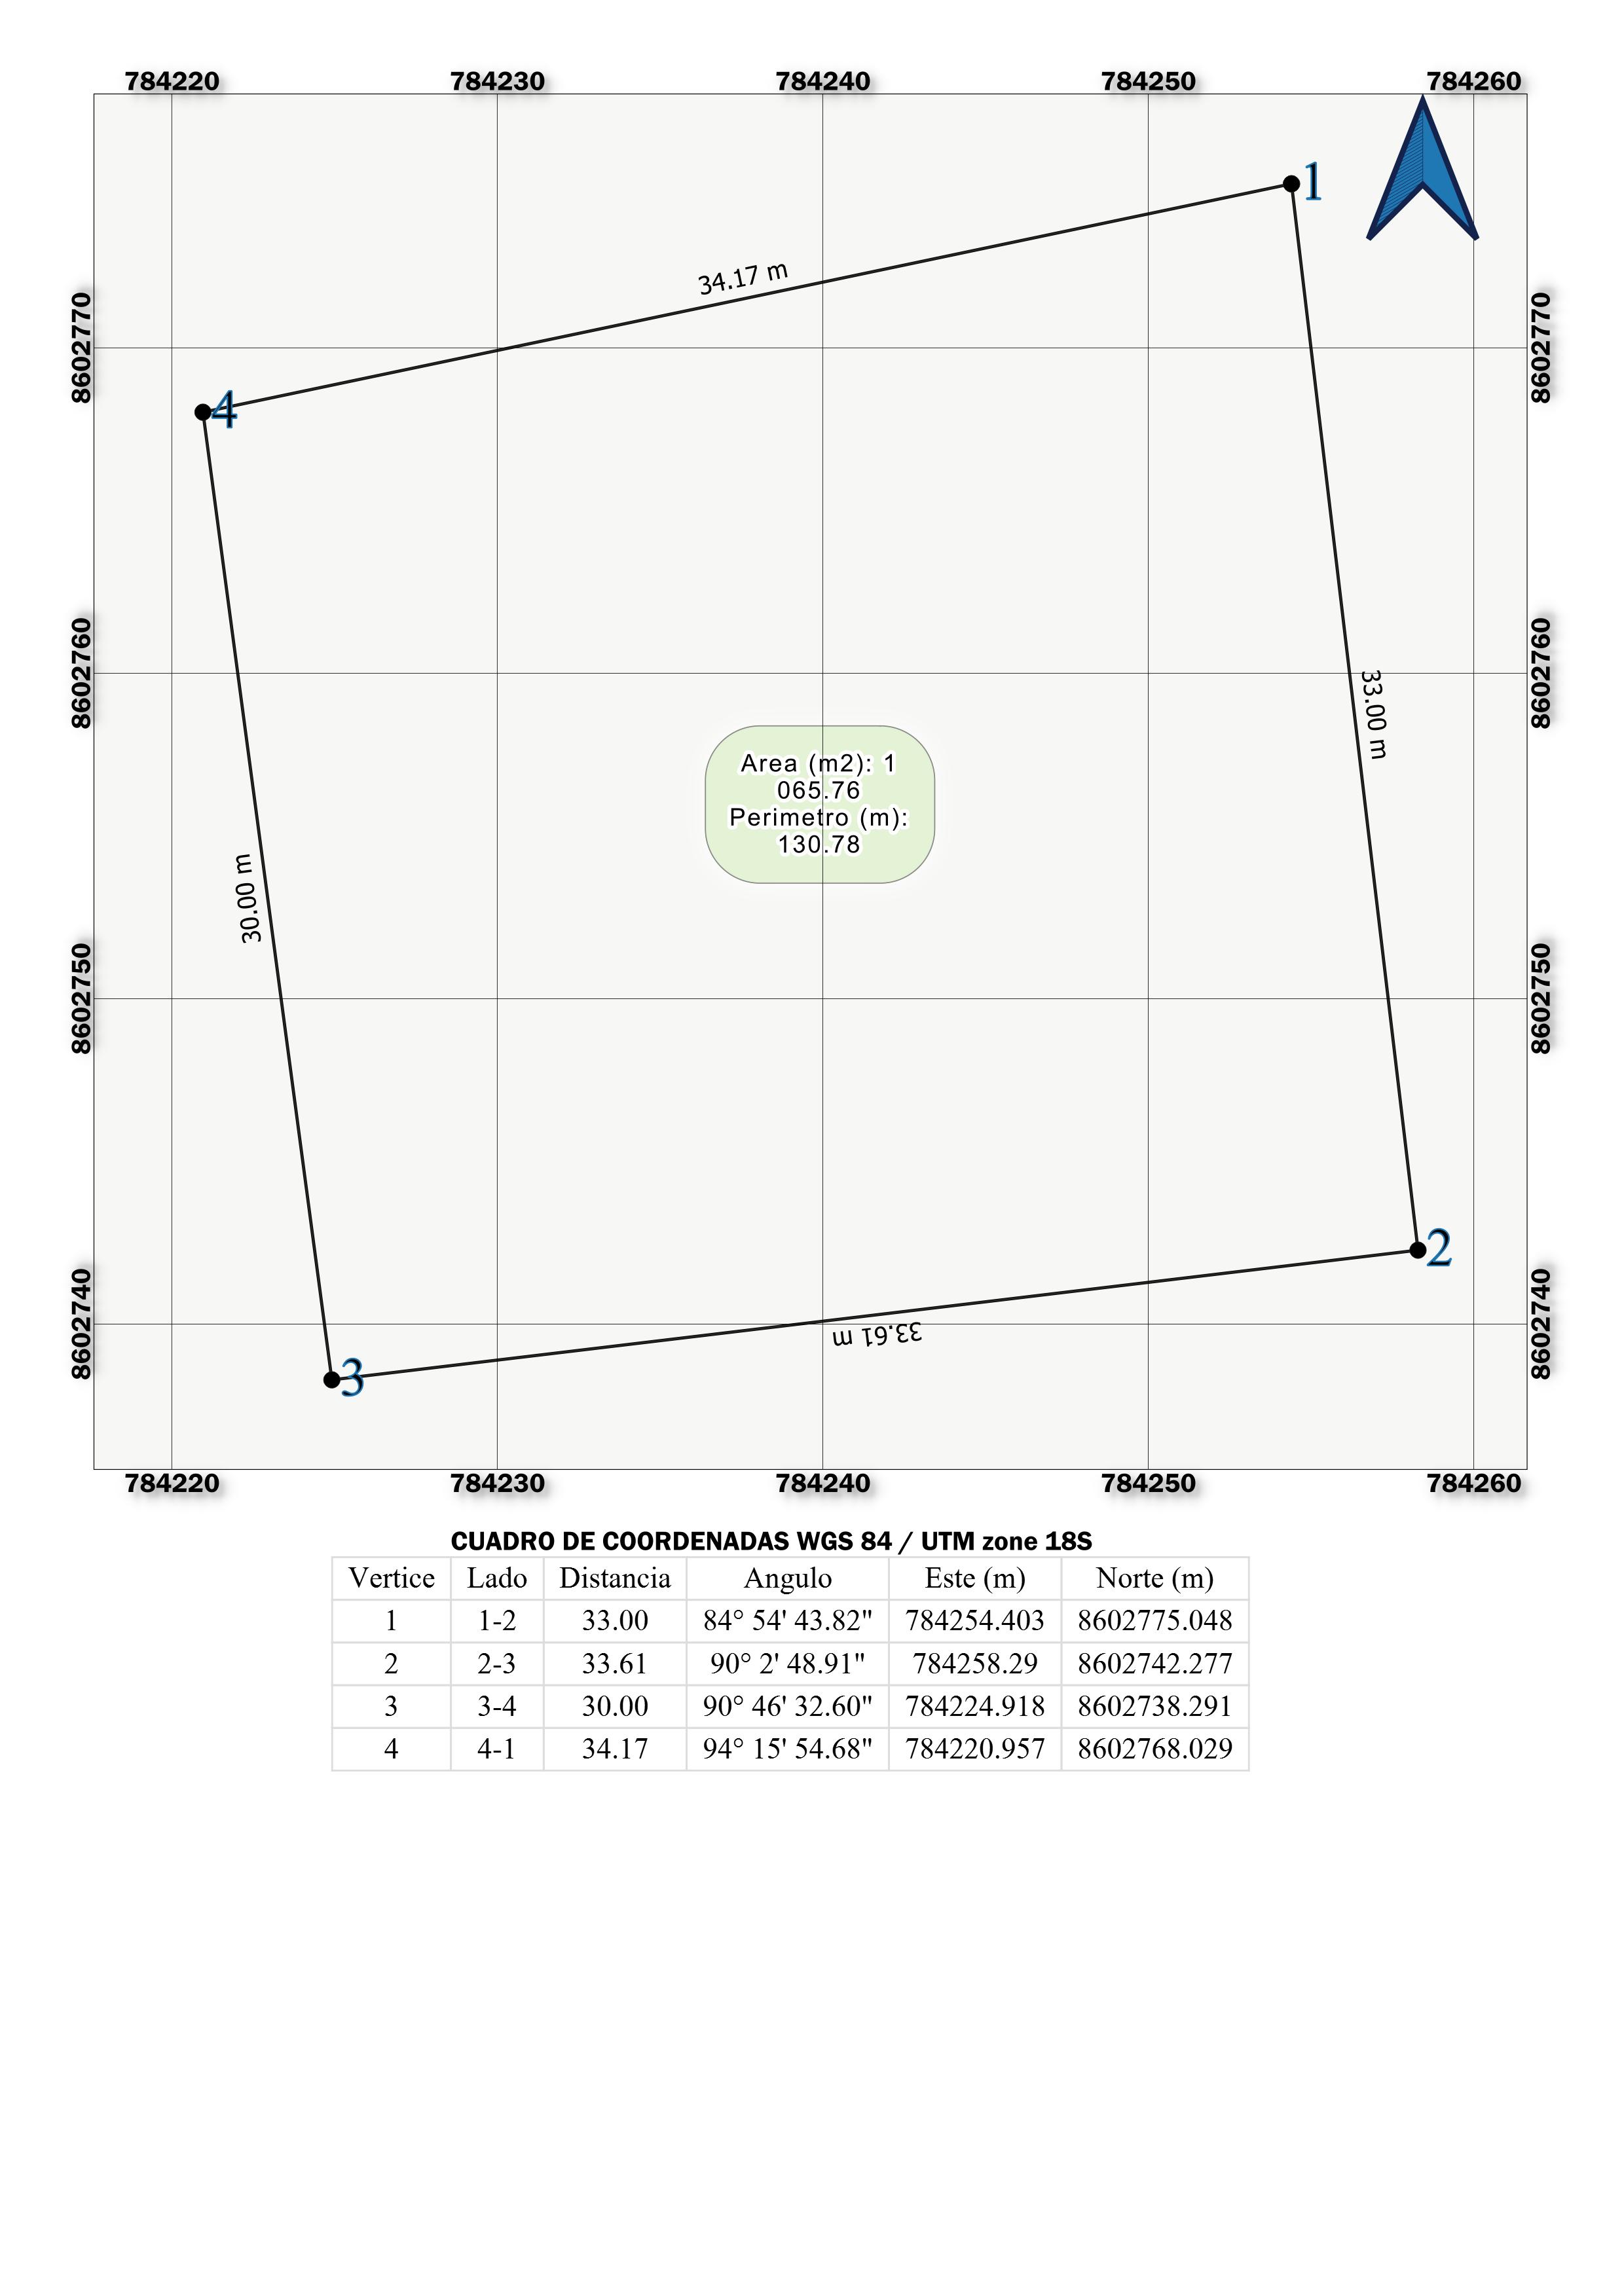 784220 784230 784240 784250 784260
1
34.17 m
8602770 8602770
4
8602760 8602760
33.00 m
Area (m2): 1
065.76
Perimetro (m):
130.78
30.00 m
8602750 8602750
2
8602740 8602740
33.61 m
3
784220 784230 784240 784250 784260
CUADRO DE COORDENADAS WGS 84 / UTM zone 18S
Vertice Lado Distancia Angulo Este (m) Norte (m)
1 1-2 33.00 84° 54' 43.82" 784254.403 8602775.048
2 2-3 33.61 90° 2' 48.91" 784258.29 8602742.277
3 3-4 30.00 90° 46' 32.60" 784224.918 8602738.291
4 4-1 34.17 94° 15' 54.68" 784220.957 8602768.029